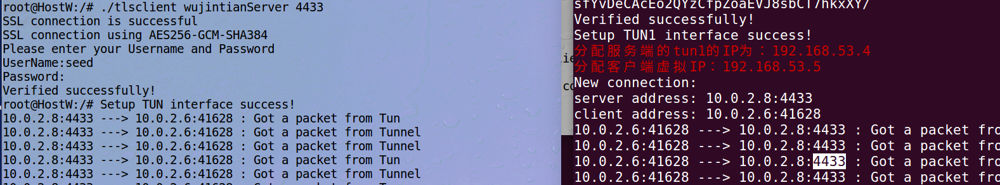 root@HostW:/# ./tlsclient wujintianServer 4433
SSL connection is successful
SSL connection using AES256-GCM-SHA384
Please enter your Username and Password
UserName:seed
Password:
Verified successfully!
root@HostW:/# Setup TUN interface success!
10.0.2.8:4433 ---> 10.0.2.6:41628 : Got a packet from Tun
10.0.2.8:4433 ---> 10.0.2.6:41628 : Got a packet from Tunnel
10.0.2.8:4433 ---> 10.0.2.6:41628 : Got a packet from Tunnel
10.0.2.8:4433 ---> 10.0.2.6:41628 : Got a packet from Tun
10.0.2.8:4433 ---> 10.0.2.6:41628 : Got a packet from Tunnel
Verified successfully!
Setup TUN1 interface success!
分配服务端的tun1的IP为：192.168.53.4
分配客户端虚拟IP：192.168.53.5
New connection:
server address: 10.0.2.8:4433
client address: 10.0.2.6:41628
10.0.2.6:41628 ---> 10.0.2.8:4433 : Got a packet fro
10.0.2.6:41628 ---> 10.0.2.8:4433 : Got a packet fro
10.0.2.6:41628 ---> 10.0.2.8:4433 : Got a packet fro
10.0.2.6:41628 ---> 10.0.2.8:4433 : Got a packet fro